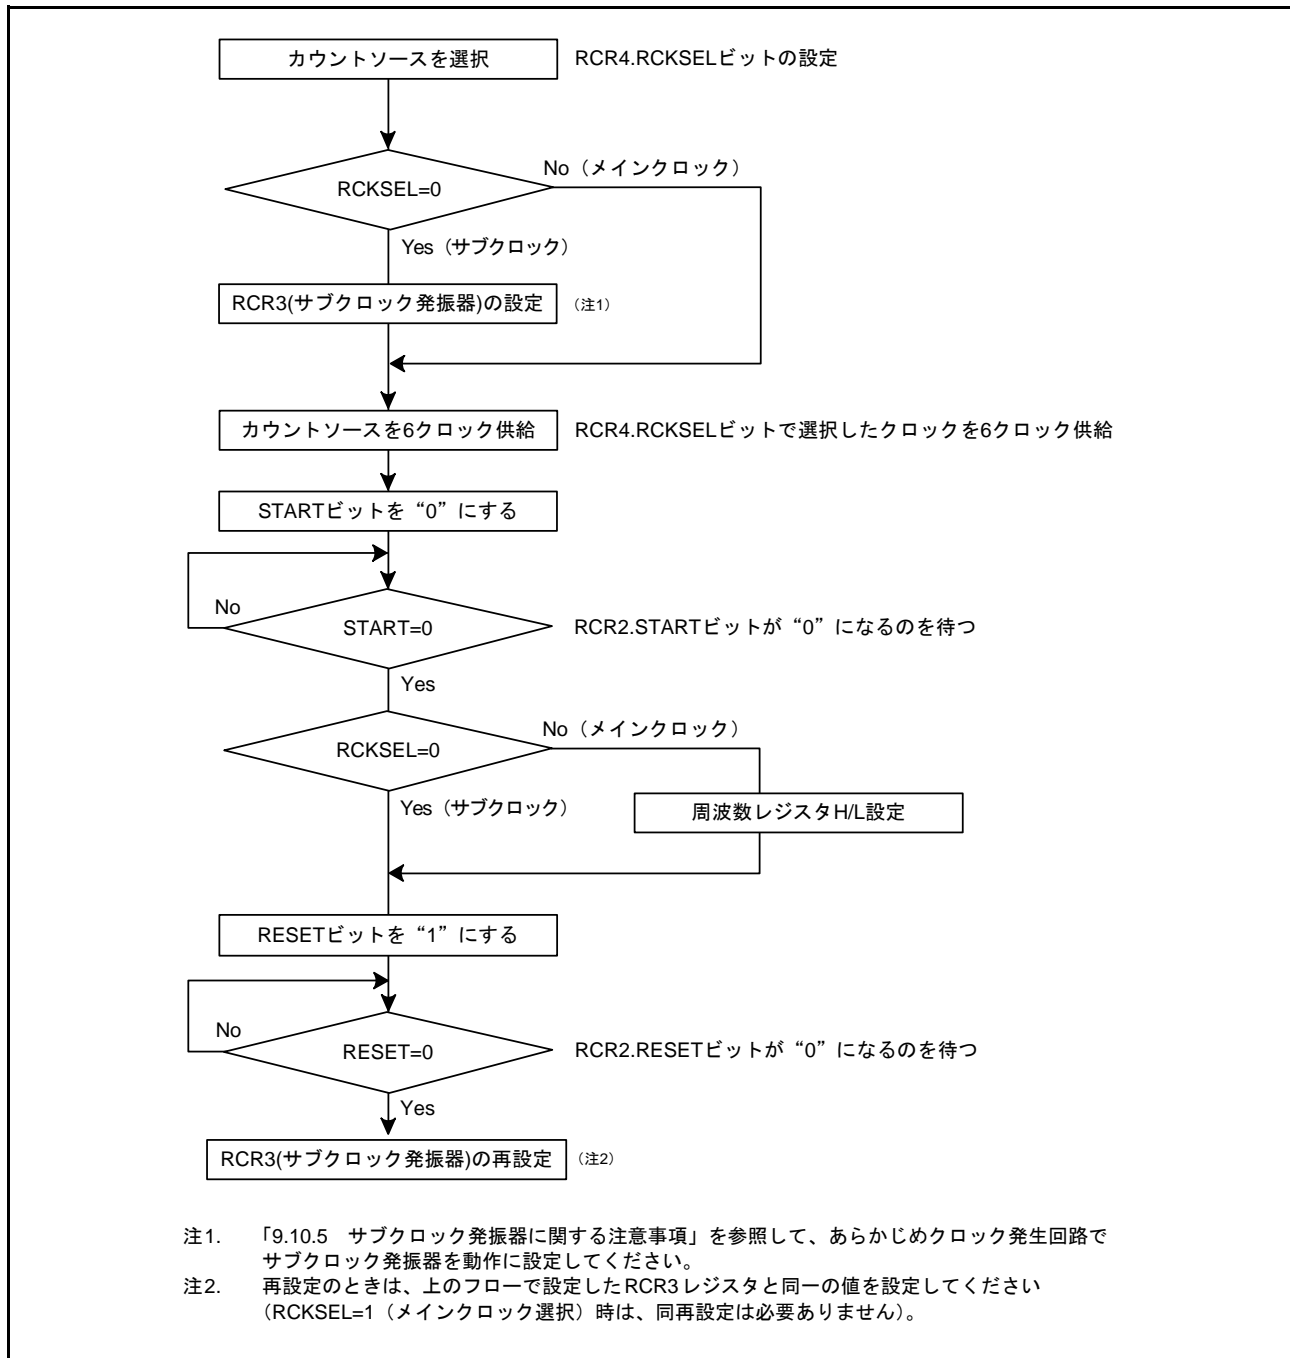 カウントソースを選択 RCR4.RCKSELビットの設定
No（メインクロック）
RCKSEL=0
Yes（サブクロック）
RCR3(サブクロック発振器)の設定 （注1）
カウントソースを6クロック供給 RCR4.RCKSELビットで選択したクロックを6クロック供給
STARTビットを“0”にする
No
START=0 RCR2.STARTビットが“0”になるのを待つ
Yes
No（メインクロック）
RCKSEL=0
Yes（サブクロック）
周波数レジスタH/L設定
RESETビットを“1”にする
No
RESET=0 RCR2.RESETビットが“0”になるのを待つ
Yes
RCR3(サブクロック発振器)の再設定 （注2）
注1. 「9.10.5 サブクロック発振器に関する注意事項」を参照して、あらかじめクロック発生回路で
サブクロック発振器を動作に設定してください。
注2. 再設定のときは、上のフローで設定したRCR3レジスタと同一の値を設定してください
（RCKSEL=1（メインクロック選択）時は、同再設定は必要ありません）。